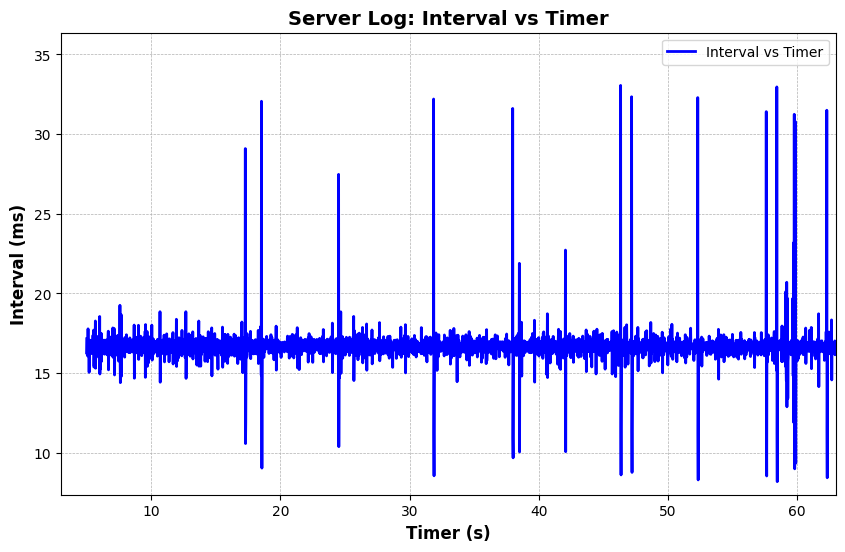 Server Log: Interval vs Timer
Interval vs Timer
35
30
25
20
15
10
Interval (ms)
10 20 30 40 50 60
Timer (s)